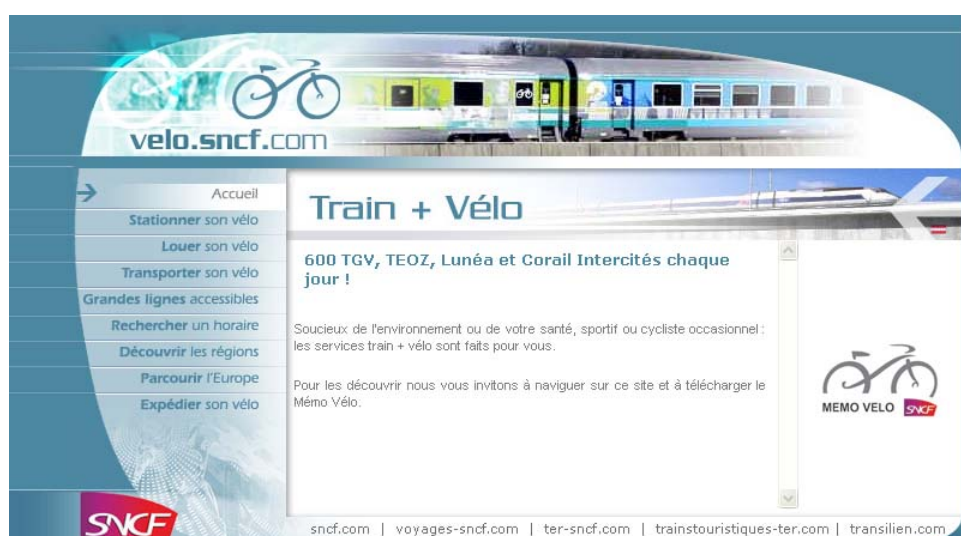 velo.sncf.com
Accueil
Stationner son vélo
Louer son vélo
Transporter son vélo
Grandes lignes accessibles
Rechercher un horaire
Découvrir les régions
Parcourir l'Europe
Expédier son vélo
SNCF
Train + Vélo
600 TGV, TEOZ, Lunéa et Corail Intercités chaque
jour !
Soucieux de l'environnement ou de votre santé, sportif ou cycliste occasionnel :
les services train + vélo sont faits pour vous.
Pour les découvrir nous vous invitons à naviguer sur ce site et à télécharger le
Mémo Vélo.
MEMO VELO SNCF
sncf.com | voyages-sncf.com | ter-sncf.com | trainstouristiques-ter.com | transilien.com